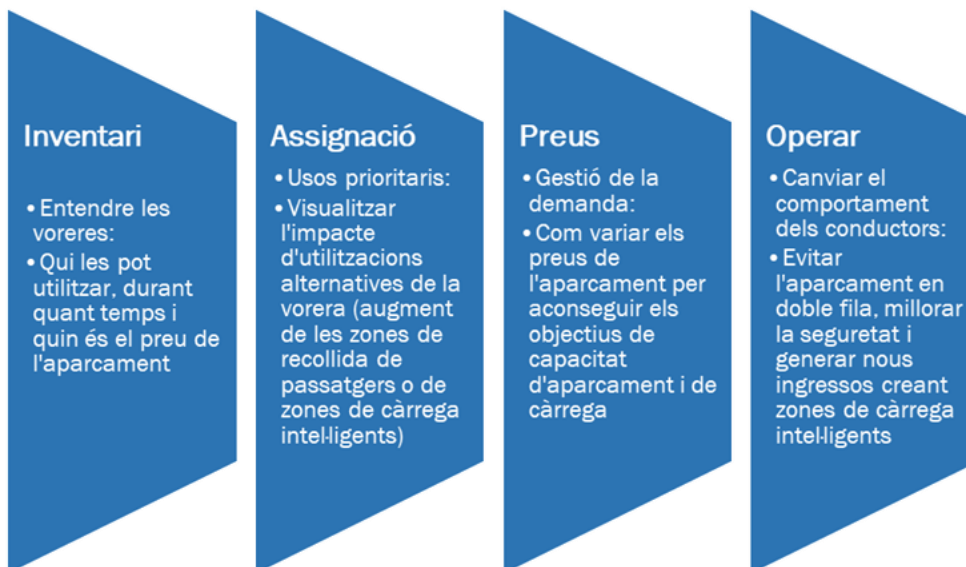 Inventari
• Entendre les
voreres:
• Qui les pot
utilitzar, durant
quant temps i
quin és el preu de
l'aparcament
Assignació
• Usos prioritaris:
• Visualitzar
l'impacte
d'utilitzacions
alternatives de la
vorera (augment
de les zones de
recollida de
passatgers o de
zones de càrrega
intel·ligents)
Preus
• Gestió de la
demanda:
• Com variar els
preus de
l'aparcament per
aconseguir els
objectius de
capacitat
d'aparcament i de
càrrega
Operar
• Canviar el
comportament
dels conductors:
• Evitar
l'aparcament en
doble fila, millorar
la seguretat i
generar nous
ingressos creant
zones de càrrega
intel·ligents